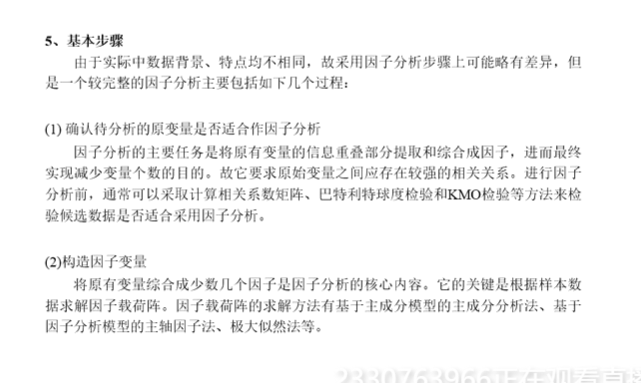 5、基本步骤
由于实际中数据背景、特点均不相同，故采用因子分析步骤上可能略有差异，但
是一个较完整的因子分析主要包括如下几个过程：
(1) 确认待分析的原变量是否适合作因子分析
因子分析的主要任务是将原有变量的信息重叠部分提取和综合成因子，进而最终
实现减少变量个数的目的。故它要求原始变量之间应存在较强的相关关系。进行因子
分析前，通常可以采取计算相关系数矩阵、巴特利特球度检验和KMO检验等方法来检
验候选数据是否适合采用因子分析。
(2)构造因子变量
将原有变量综合成少数几个因子是因子分析的核心内容。它的关键是根据样本数
据求解因子载荷阵。因子载荷阵的求解方法有基于主成分模型的主成分分析法、基于
因子分析模型的主轴因子法、极大似然法等。